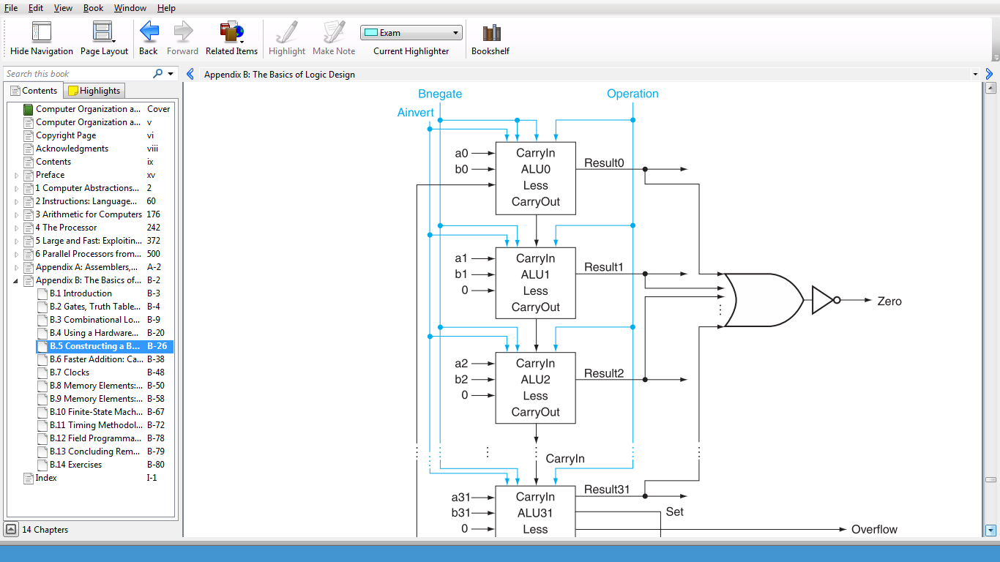 File Edit View Book Window Help
Hide Navigation Page Layout Back Forward Related Items Highlight Make Note Exam Current Highlighter Bookshelf
Search this book
Appendix B: The Basics of Logic Design
Contents Highlights
Computer Organization a... Cover
Computer Organization a... v
Copyright Page vi
Acknowledgments viii
Contents ix
Preface xv
1 Computer Abstractions... 2
2 Instructions: Language... 60
3 Arithmetic for Computers 176
4 The Processor 242
5 Large and Fast: Exploitin... 372
6 Parallel Processors from... 500
Appendix A: Assemblers,... A-2
Appendix B: The Basics of... B-2
B.1 Introduction B-3
B.2 Gates, Truth Table... B-4
B.3 Combinational Lo... B-9
B.4 Using a Hardware... B-20
B.5 Constructing a B... B-26
B.6 Faster Addition: Ca... B-38
B.7 Clocks B-48
B.8 Memory Elements:... B-50
B.9 Memory Elements:... B-58
B.10 Finite-State Mach... B-67
B.11 Timing Methodol... B-72
B.12 Field Programma... B-78
B.13 Concluding Rem... B-79
B.14 Exercises B-80
Index I-1
14 Chapters
Bnegate Operation
Ainvert
a0 CarryIn Result0
b0 ALU0
Less
CarryOut
a1 CarryIn Result1
b1 ALU1
0 Less
CarryOut
Zero
a2 CarryIn Result2
b2 ALU2
0 Less
CarryOut
CarryIn
a31 CarryIn Result31
b31 ALU31 Set
0 Less Overflow